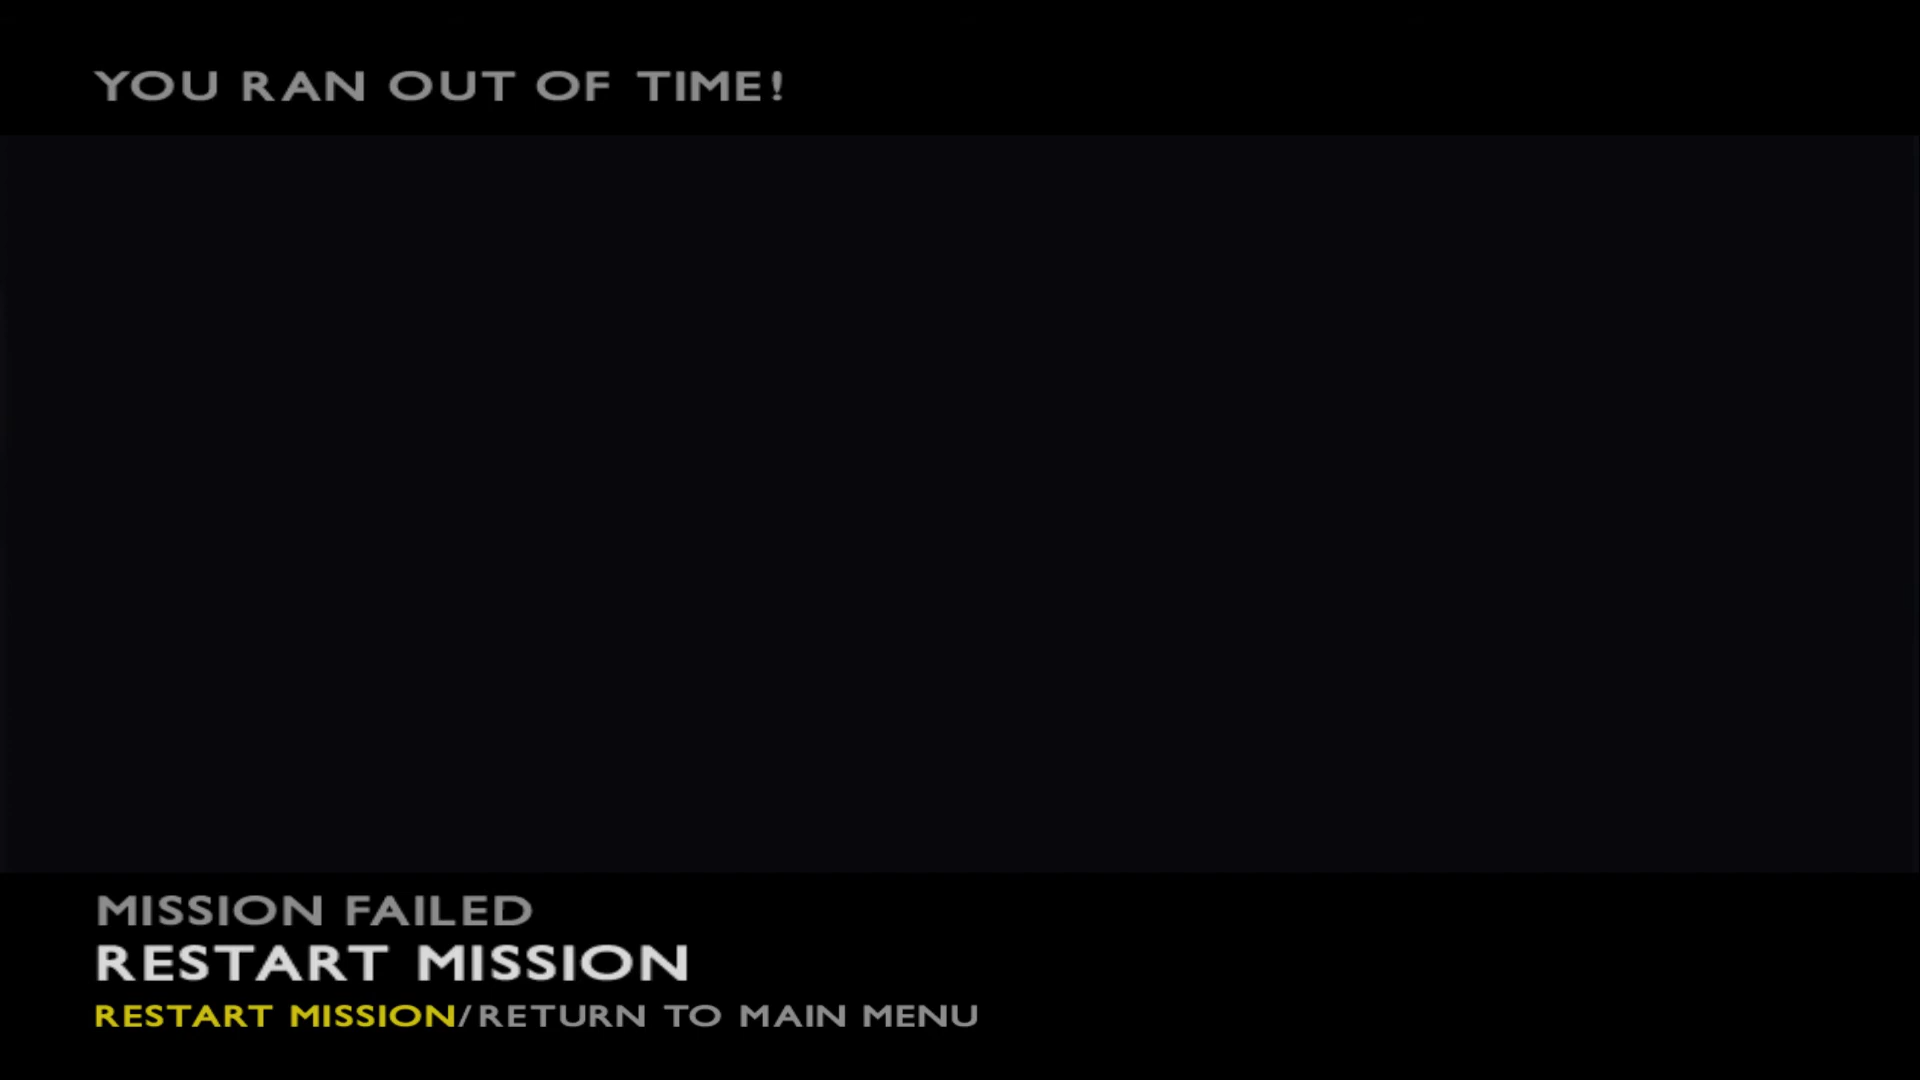 YOU RAN OUT OF TIME!
MISSION FAILED
RESTART MISSION
RESTART MISSION/RETURN TO MAIN MENU